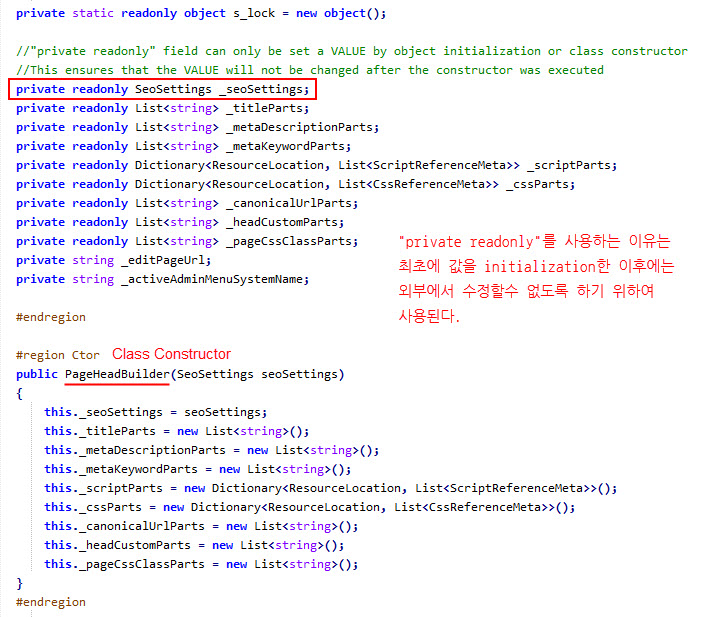 private static readonly object s_lock = new object();
//"private readonly" field can only be set a VALUE by object initialization or class constructor
//This ensures that the VALUE will not be changed after the constructor was executed
private readonly SeoSettings _seoSettings;
private readonly List<string> _titleParts;
private readonly List<string> _metaDescriptionParts;
private readonly List<string> _metaKeywordParts;
private readonly Dictionary<ResourceLocation, List<ScriptReferenceMeta>> _scriptParts;
private readonly Dictionary<ResourceLocation, List<CssReferenceMeta>> _cssParts;
private readonly List<string> _canonicalUrlParts;
private readonly List<string> _headCustomParts;
private readonly List<string> _pageCssClassParts;
private string _editPageUrl;
private string _activeAdminMenuSystemName;
"private readonly"를 사용하는 이유는
최초에 값을 initialization한 이후에는
외부에서 수정할수 없도록 하기 위하여
사용된다.
#endregion
#region Ctor Class Constructor
public PageHeadBuilder(SeoSettings seoSettings)
{
this._seoSettings = seoSettings;
this._titleParts = new List<string>();
this._metaDescriptionParts = new List<string>();
this._metaKeywordParts = new List<string>();
this._scriptParts = new Dictionary<ResourceLocation, List<ScriptReferenceMeta>>();
this._cssParts = new Dictionary<ResourceLocation, List<CssReferenceMeta>>();
this._canonicalUrlParts = new List<string>();
this._headCustomParts = new List<string>();
this._pageCssClassParts = new List<string>();
}
#endregion